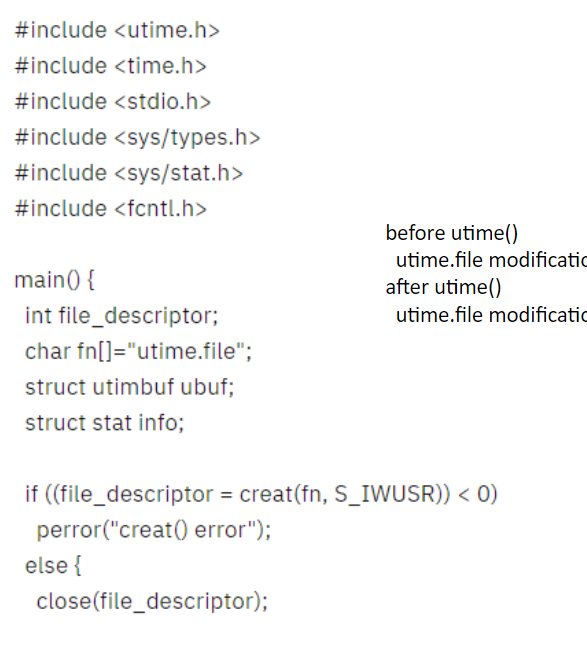 #include <utime.h>
#include <time.h>
#include <stdio.h>
#include <sys/types.h>
#include <sys/stat.h>
#include <fcntl.h>
main() {
int file_descriptor;
char fn[]="utime.file";
struct utimbuf ubuf;
struct stat info;
if ((file_descriptor = creat(fn, S_IWUSR)) < 0)
perror("creat() error");
else {
close(file_descriptor);
before utime()
utime.file modificatio
after utime()
utime.file modificatio